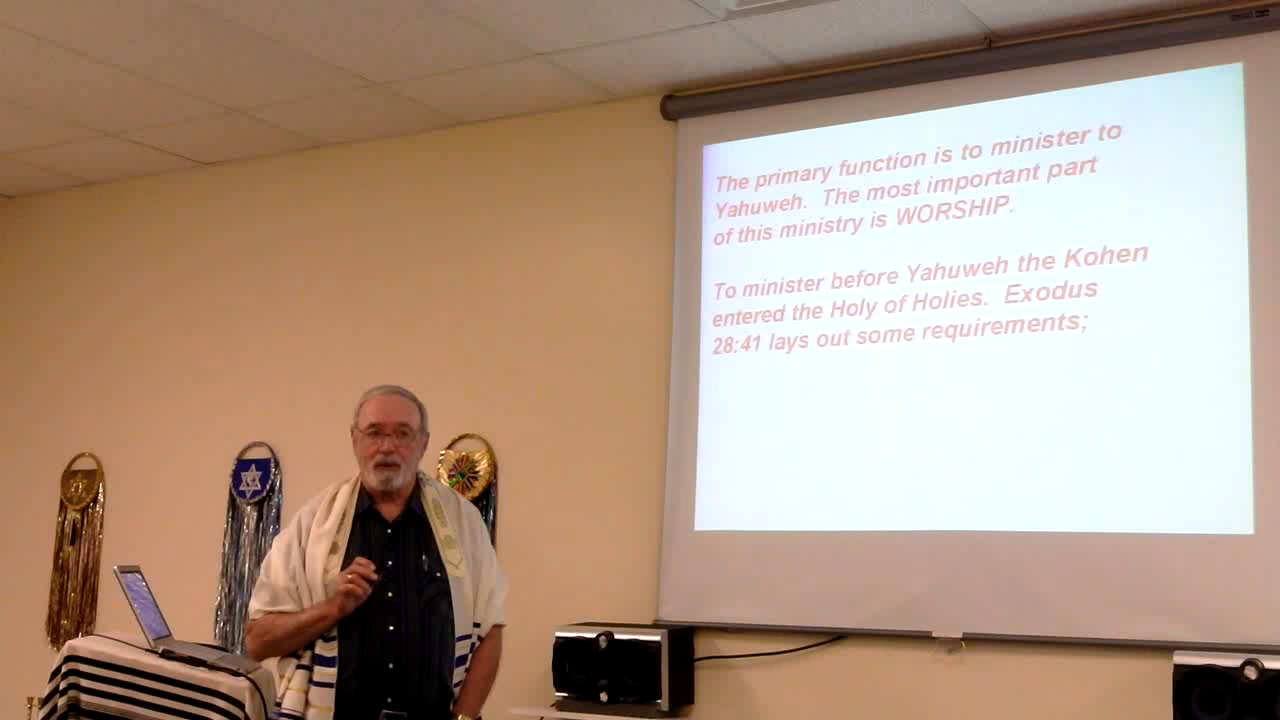 The primary function is to minister to
Yahuweh. The most important part
of this ministry is WORSHIP.
To minister before Yahuweh the Kohen
entered the Holy of Holies. Exodus
28:41 lays out some requirements;